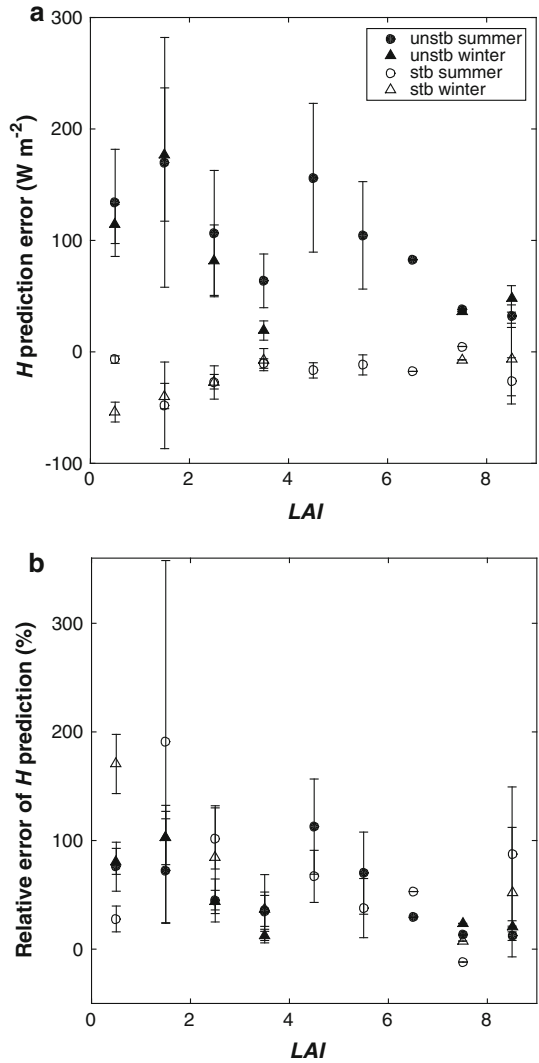 a
300
200
100
0
-100
H prediction error (W m-2)
unstb summer
unstb winter
stb summer
stb winter
0 2 4 6 8
LAI
b
300
200
100
0
Relative error of H prediction (%)
0 2 4 6 8
LAI